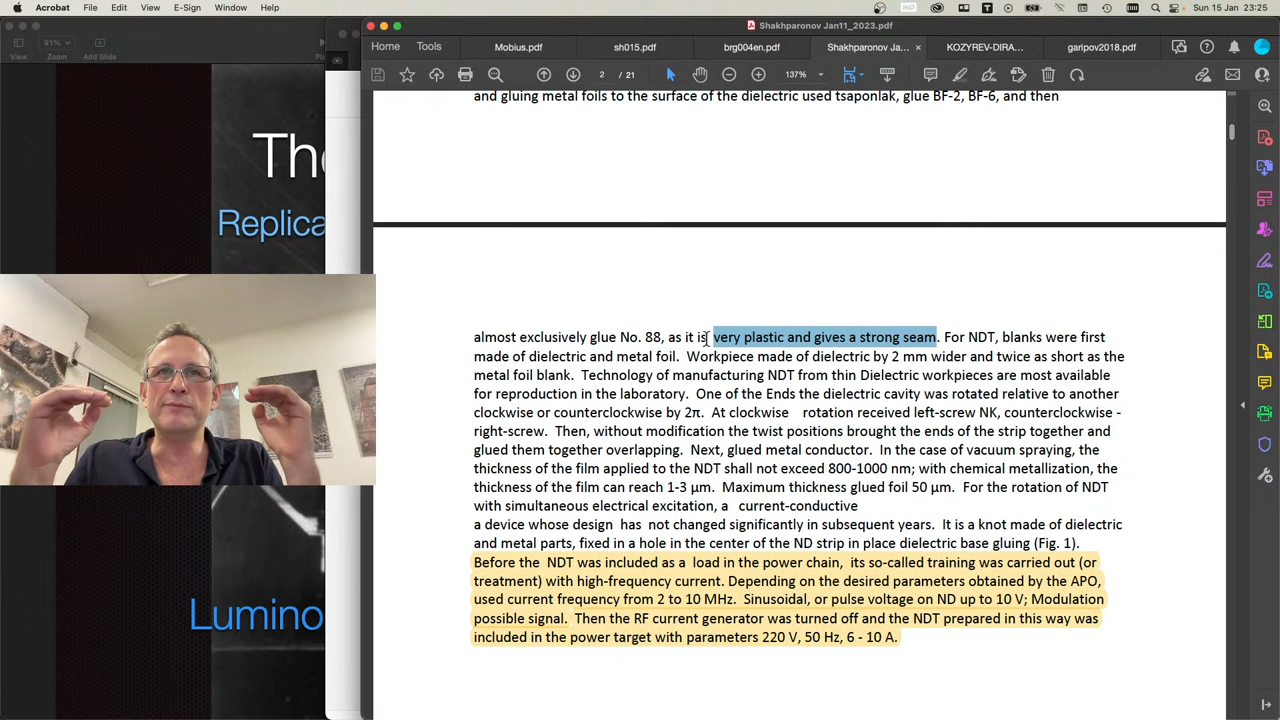 Acrobat File Edit View E-Sign Window Help
Sun 15 Jan 23:25
Shakhparonov Jan11_2023.pdf
91%
View Zoom Add Slide
Home Tools Mobius.pdf sh015.pdf brg004en.pdf Shakhparonov Ja... × KOZYREV-DIRA... garipov2018.pdf
2 / 21 137%
and gluing metal foils to the surface of the dielectric used tsaponlak, glue BF-2, BF-6, and then
almost exclusively glue No. 88, as it is very plastic and gives a strong seam. For NDT, blanks were first
made of dielectric and metal foil. Workpiece made of dielectric by 2 mm wider and twice as short as the
metal foil blank. Technology of manufacturing NDT from thin Dielectric workpieces are most available
for reproduction in the laboratory. One of the Ends the dielectric cavity was rotated relative to another
clockwise or counterclockwise by 2π. At clockwise rotation received left-screw NK, counterclockwise -
right-screw. Then, without modification the twist positions brought the ends of the strip together and
glued them together overlapping. Next, glued metal conductor. In the case of vacuum spraying, the
thickness of the film applied to the NDT shall not exceed 800-1000 nm; with chemical metallization, the
thickness of the film can reach 1-3 μm. Maximum thickness glued foil 50 μm. For the rotation of NDT
with simultaneous electrical excitation, a current-conductive
a device whose design has not changed significantly in subsequent years. It is a knot made of dielectric
and metal parts, fixed in a hole in the center of the ND strip in place dielectric base gluing (Fig. 1).
Before the NDT was included as a load in the power chain, its so-called training was carried out (or
treatment) with high-frequency current. Depending on the desired parameters obtained by the APO,
used current frequency from 2 to 10 MHz. Sinusoidal, or pulse voltage on ND up to 10 V; Modulation
possible signal. Then the RF current generator was turned off and the NDT prepared in this way was
included in the power target with parameters 220 V, 50 Hz, 6 - 10 A.
The
Replica
Lumino